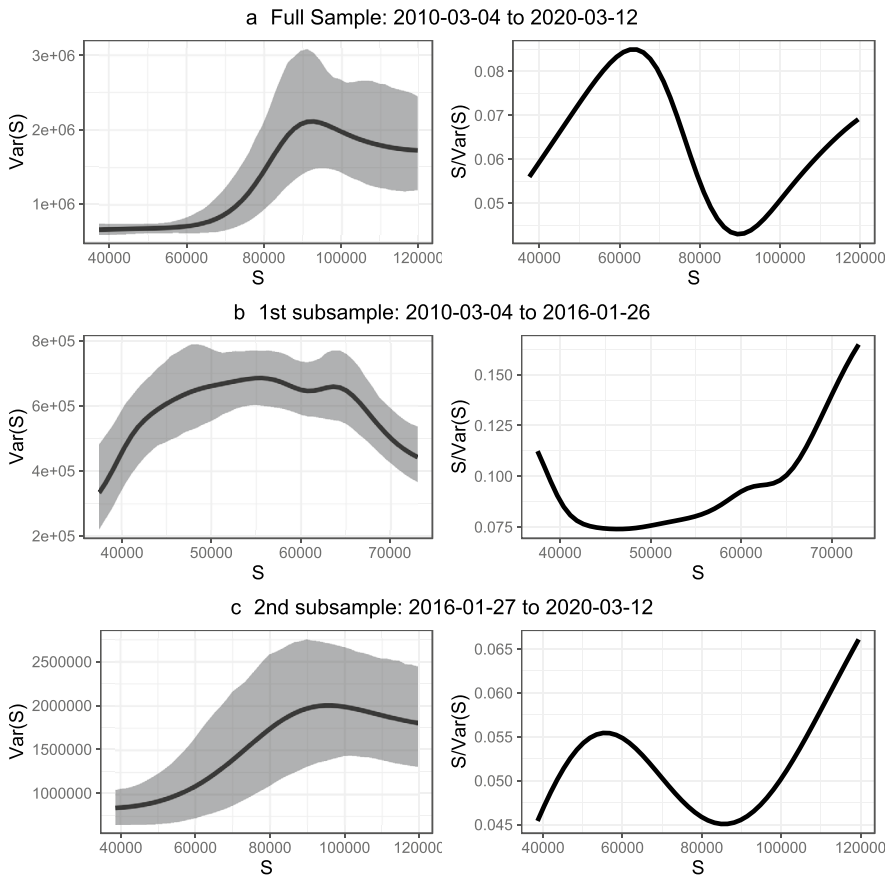 a Full Sample: 2010-03-04 to 2020-03-12
3e+06
2e+06
1e+06
Var(S)
40000 60000 80000 100000 120000
S
0.08
0.07
0.06
0.05
S/Var(S)
40000 60000 80000 100000 120000
S
b 1st subsample: 2010-03-04 to 2016-01-26
8e+05
6e+05
4e+05
2e+05
Var(S)
40000 50000 60000 70000
S
0.150
0.125
0.100
0.075
S/Var(S)
40000 50000 60000 70000
S
c 2nd subsample: 2016-01-27 to 2020-03-12
2500000
2000000
1500000
1000000
Var(S)
40000 60000 80000 100000 120000
S
0.065
0.060
0.055
0.050
0.045
S/Var(S)
40000 60000 80000 100000 120000
S